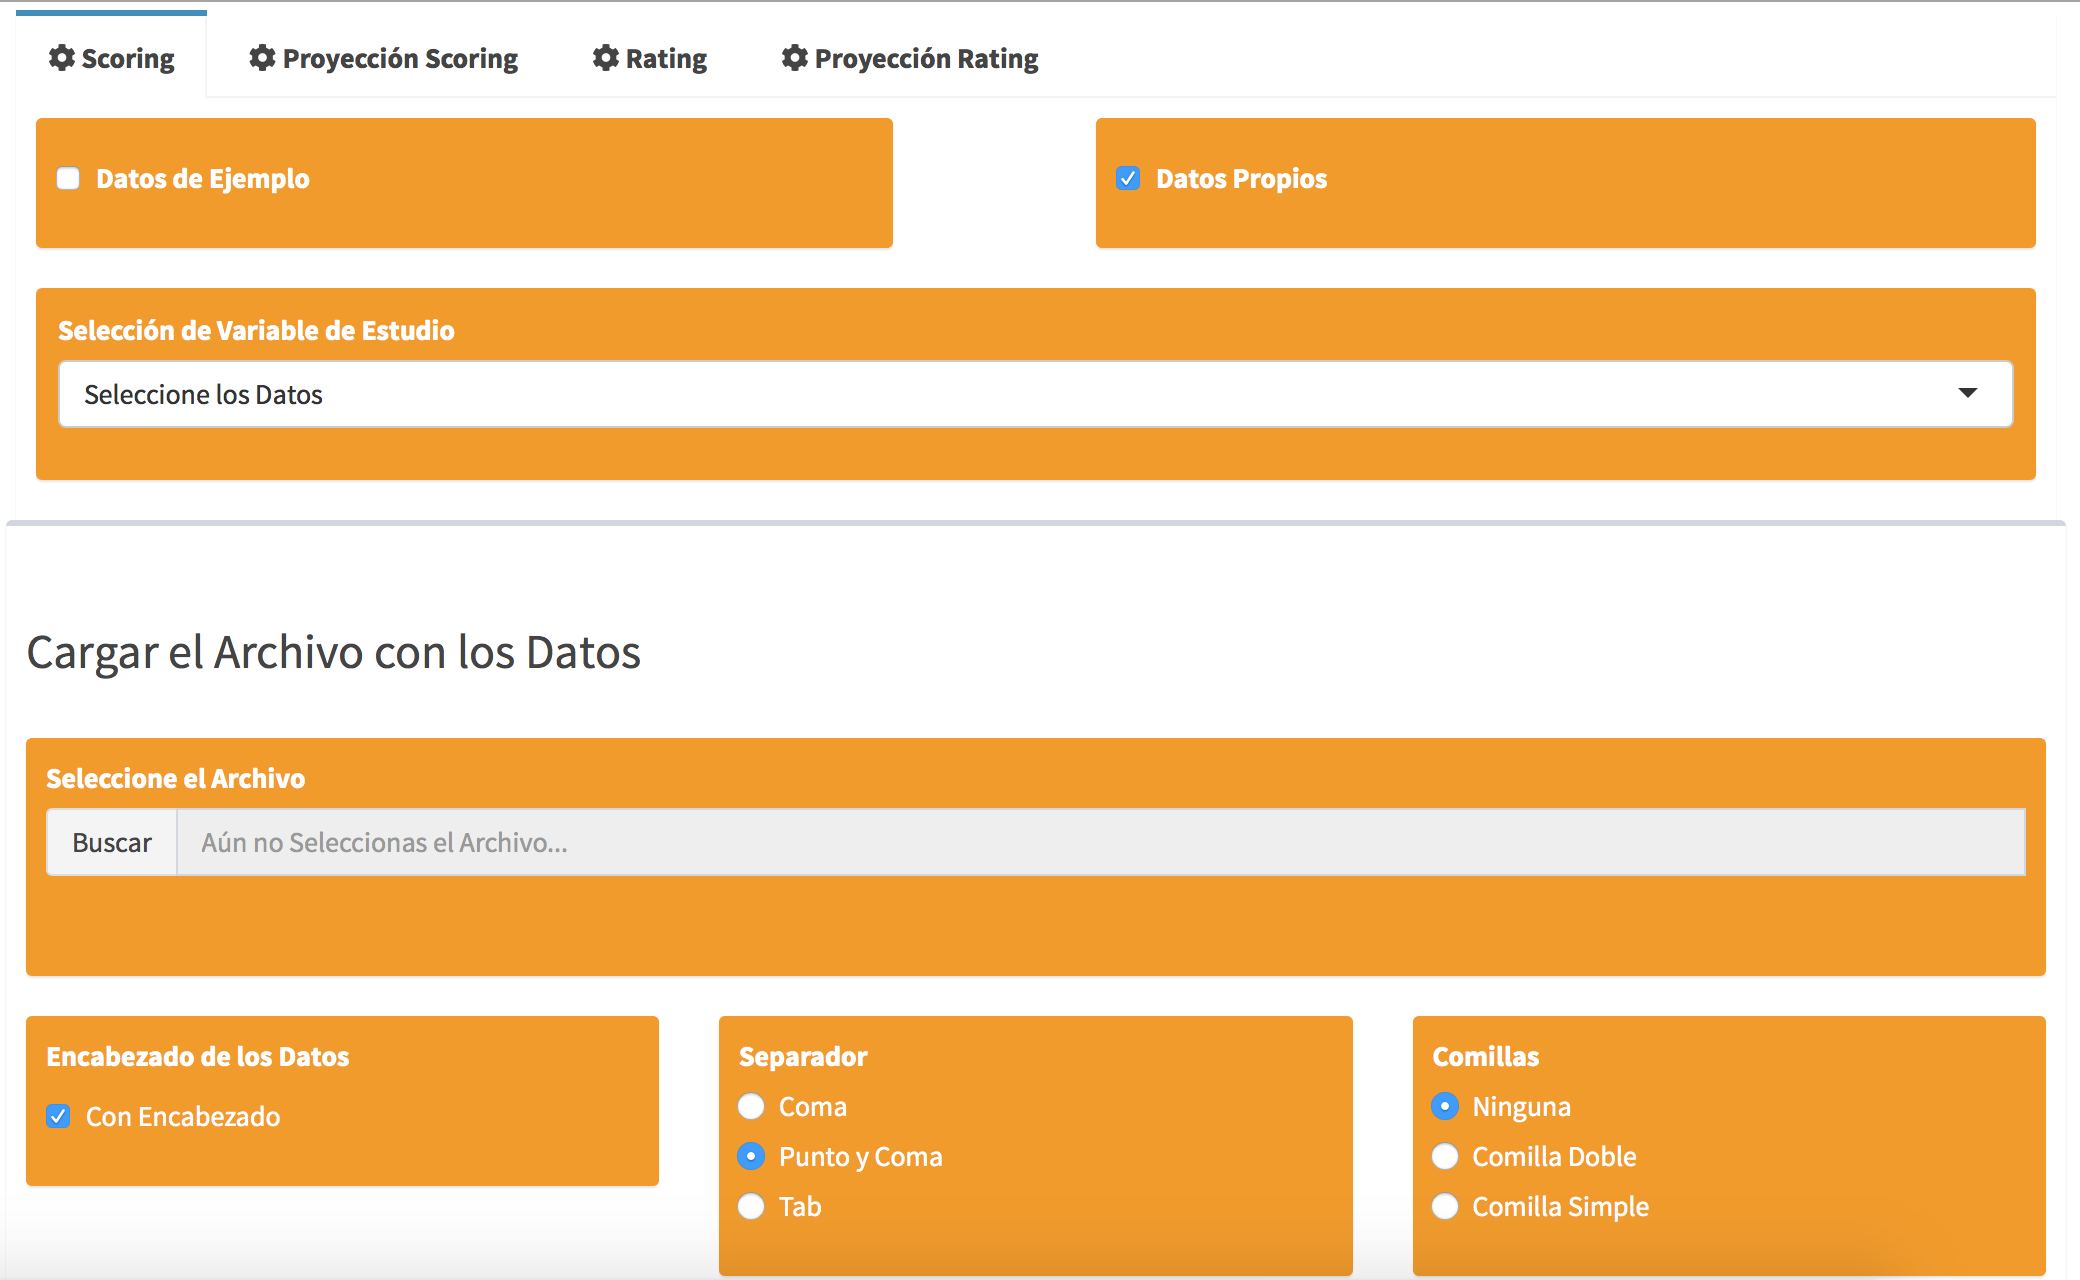 Scoring Proyección Scoring Rating Proyección Rating
Datos de Ejemplo Datos Propios
Selección de Variable de Estudio
Seleccione los Datos
Cargar el Archivo con los Datos
Seleccione el Archivo
Buscar Aún no Seleccionas el Archivo...
Encabezado de los Datos
Con Encabezado
Separador
Coma
Punto y Coma
Tab
Comillas
Ninguna
Comilla Doble
Comilla Simple